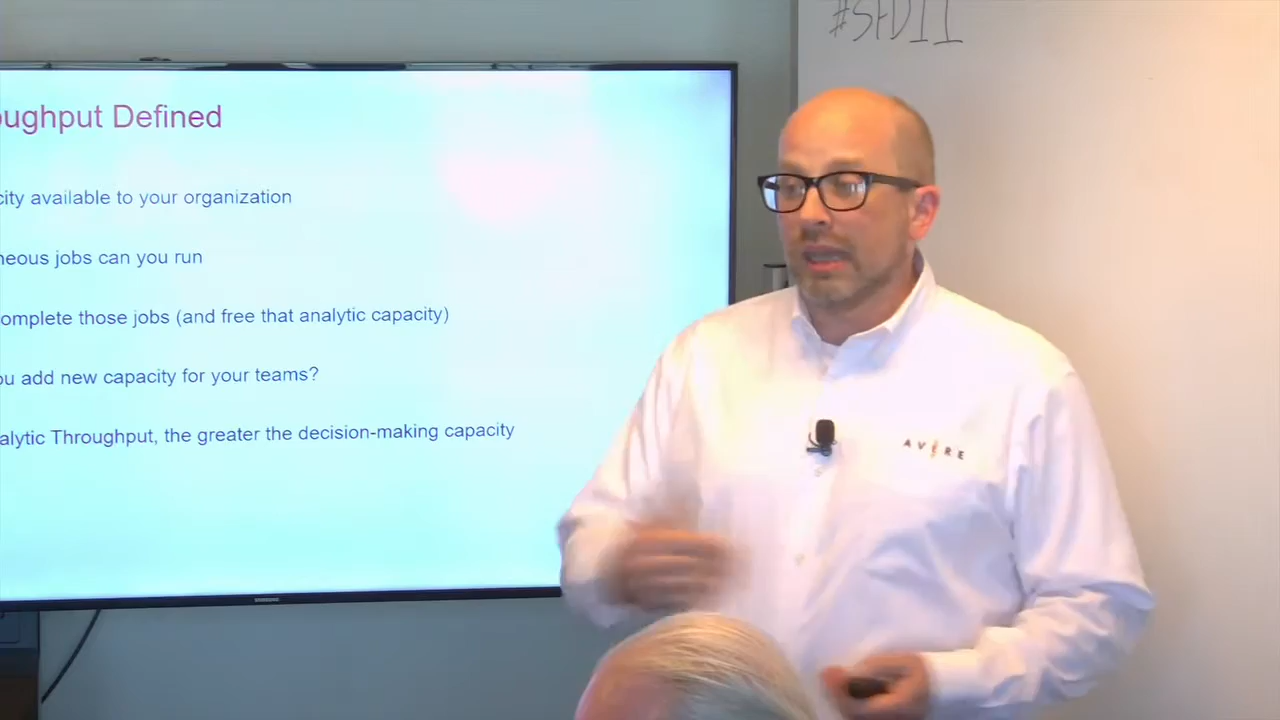 #SFD11
oughput Defined
city available to your organization
neous jobs can you run
omplete those jobs (and free that analytic capacity)
ou add new capacity for your teams?
alytic Throughput, the greater the decision-making capacity
AVERE